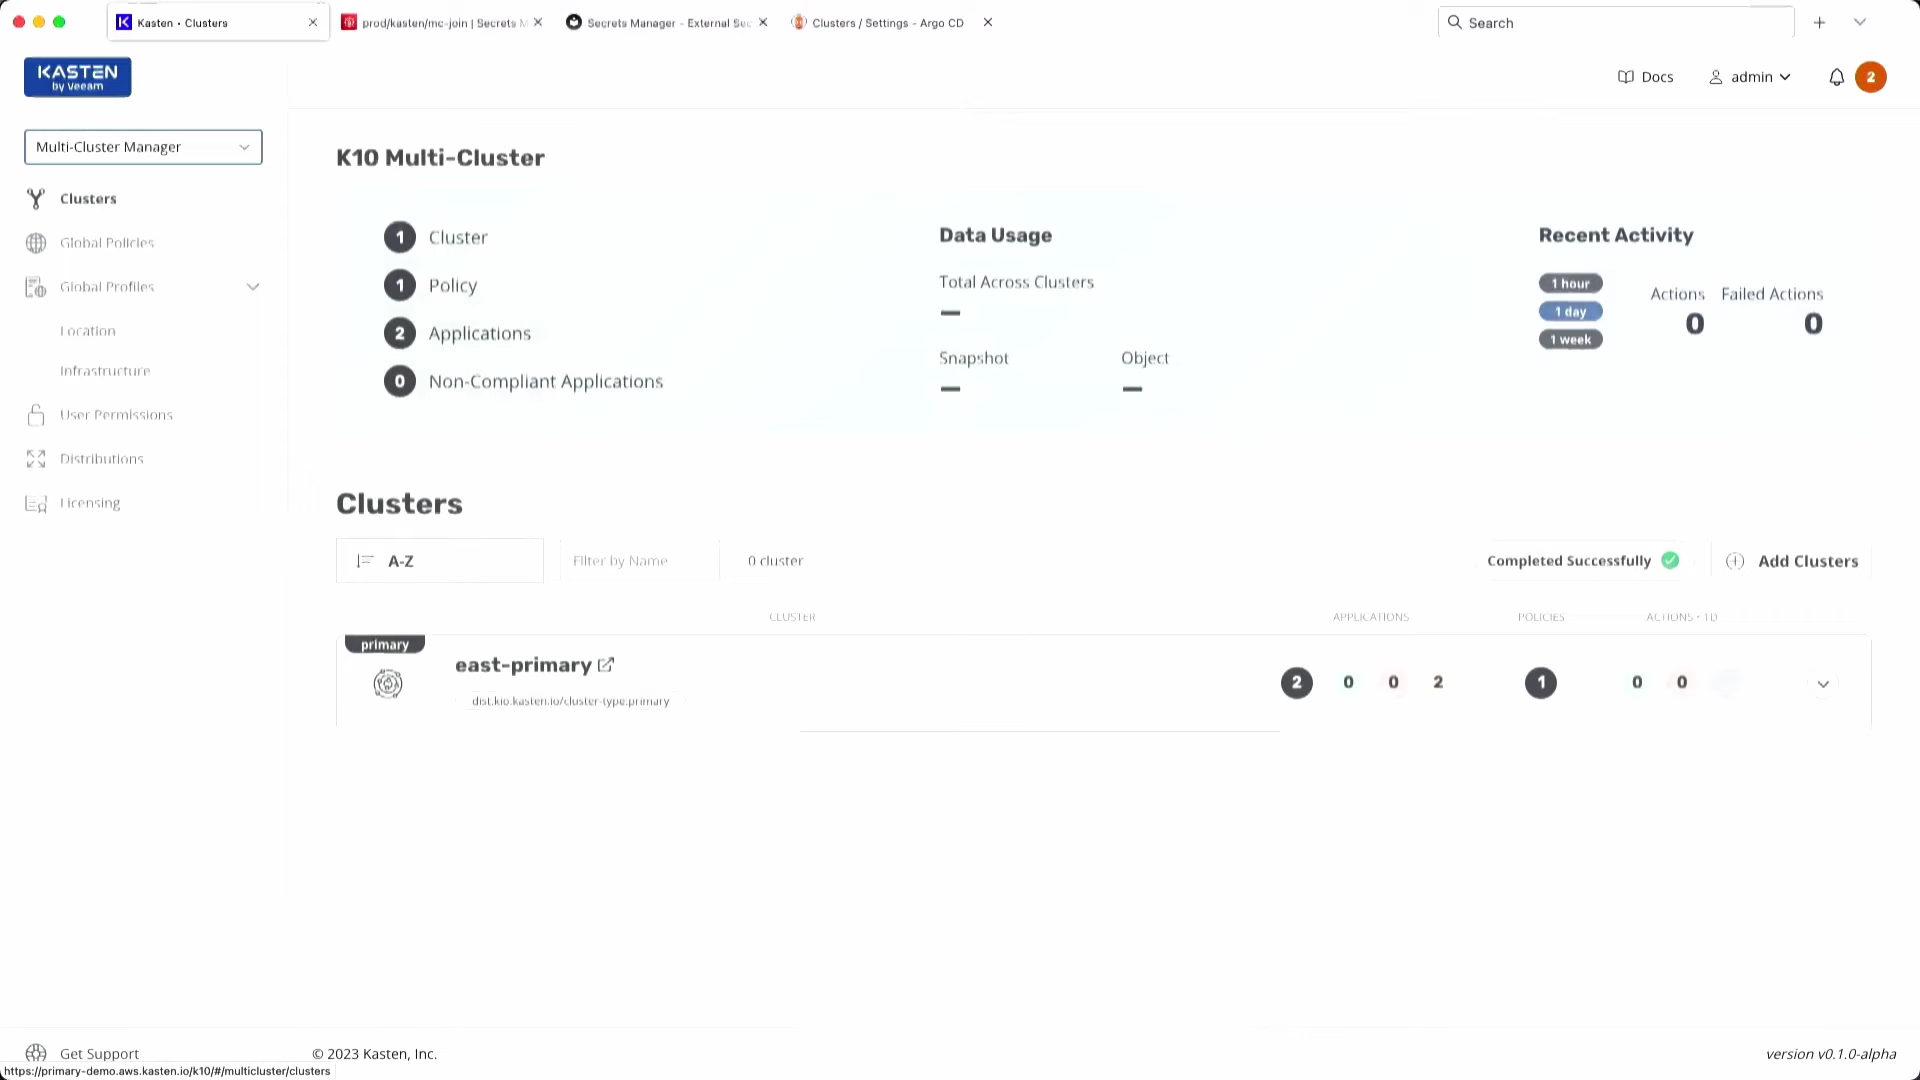 Kasten • Clusters
prod/kasten/mc-join | Secrets M
Secrets Manager - External Sec
Clusters / Settings - Argo CD
Search
KASTEN
by Veeam
Docs
admin
2
Multi-Cluster Manager
Clusters
Global Policies
Global Profiles
Location
Infrastructure
User Permissions
Distributions
Licensing
K10 Multi-Cluster
1 Cluster
1 Policy
2 Applications
0 Non-Compliant Applications
Data Usage
Total Across Clusters
Snapshot
Object
Recent Activity
1 hour
1 day
1 week
Actions
0
Failed Actions
0
Clusters
A-Z
Filter by Name
0 cluster
Completed Successfully
Add Clusters
CLUSTER
APPLICATIONS
POLICIES
ACTIONS • 1D
primary
east-primary
dist.kio.kasten.io/cluster-type:primary
2 0 0 2
1
0 0
Get Support
© 2023 Kasten, Inc.
version v0.1.0-alpha
https://primary-demo.aws.kasten.io/k10/#/multicluster/clusters